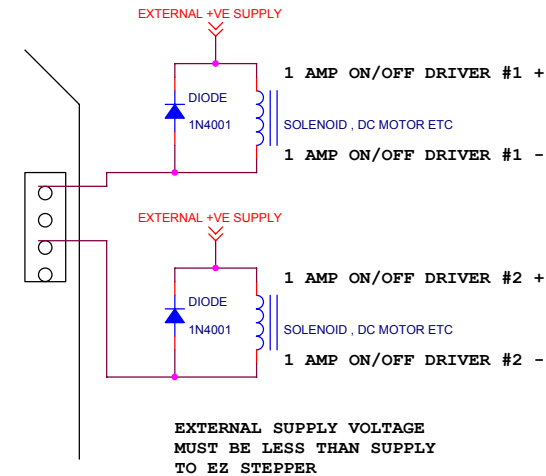 EXTERNAL +VE SUPPLY
1 AMP ON/OFF DRIVER #1 +
DIODE
1N4001
SOLENOID , DC MOTOR ETC
1 AMP ON/OFF DRIVER #1 -
EXTERNAL +VE SUPPLY
1 AMP ON/OFF DRIVER #2 +
DIODE
1N4001
SOLENOID , DC MOTOR ETC
1 AMP ON/OFF DRIVER #2 -
EXTERNAL SUPPLY VOLTAGE
MUST BE LESS THAN SUPPLY
TO EZ STEPPER